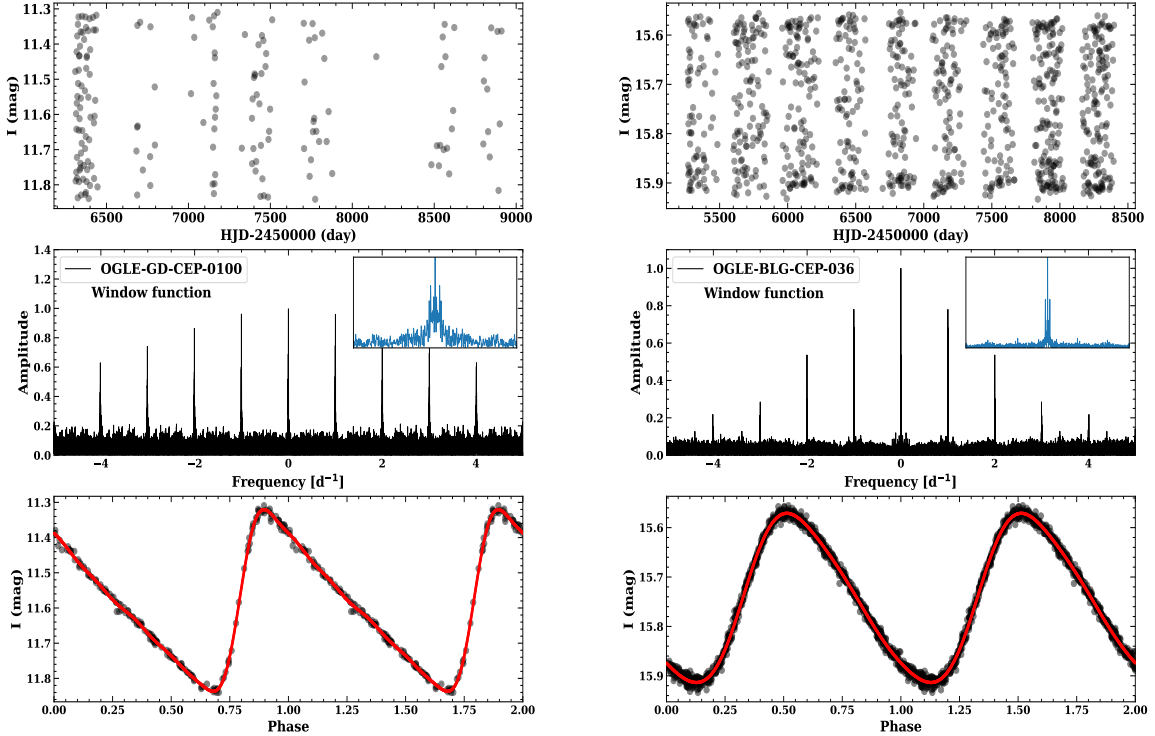 11.3
11.4
11.5
11.6
11.7
11.8
I (mag)
6500 7000 7500 8000 8500 9000
HJD-2450000 (day)
15.6
15.7
15.8
15.9
I (mag)
5500 6000 6500 7000 7500 8000 8500
HJD-2450000 (day)
1.4
1.2
1.0
0.8
0.6
0.4
0.2
0.0
Amplitude
OGLE-GD-CEP-0100
Window function
−4 −2 0 2 4
Frequency [d⁻¹]
1.0
0.8
0.6
0.4
0.2
0.0
Amplitude
OGLE-BLG-CEP-036
Window function
−4 −2 0 2 4
Frequency [d⁻¹]
11.3
11.4
11.5
11.6
11.7
11.8
I (mag)
0.00 0.25 0.50 0.75 1.00 1.25 1.50 1.75 2.00
Phase
15.6
15.7
15.8
15.9
I (mag)
0.00 0.25 0.50 0.75 1.00 1.25 1.50 1.75 2.00
Phase